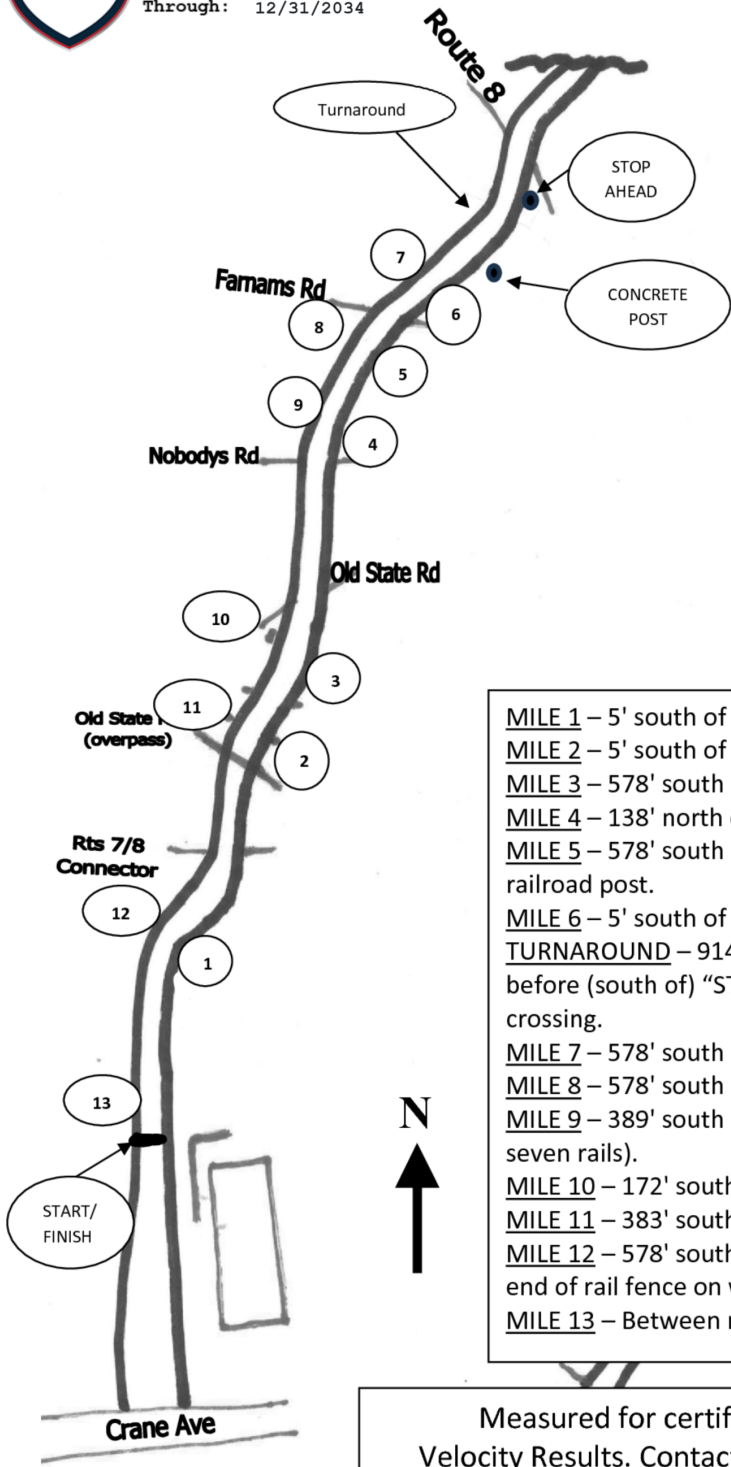 Through: 12/31/2034
Route 8
Turnaround
STOP
AHEAD
7
CONCRETE
POST
Farnams Rd
6
8
5
9
4
Nobodys Rd
Old State Rd
10
3
11
Old State
(overpass)
2
Rts 7/8
Connector
12
1
13
START/
FINISH
N
Crane Ave
MILE 1 – 5' south of
MILE 2 – 5' south of
MILE 3 – 578' south
MILE 4 – 138' north
MILE 5 – 578' south
railroad post.
MILE 6 – 5' south of
TURNAROUND – 914
before (south of) “ST
crossing.
MILE 7 – 578' south
MILE 8 – 578' south
MILE 9 – 389' south
seven rails).
MILE 10 – 172' south
MILE 11 – 383' south
MILE 12 – 578' south
end of rail fence on
MILE 13 – Between
Measured for certif
Velocity Results. Contact